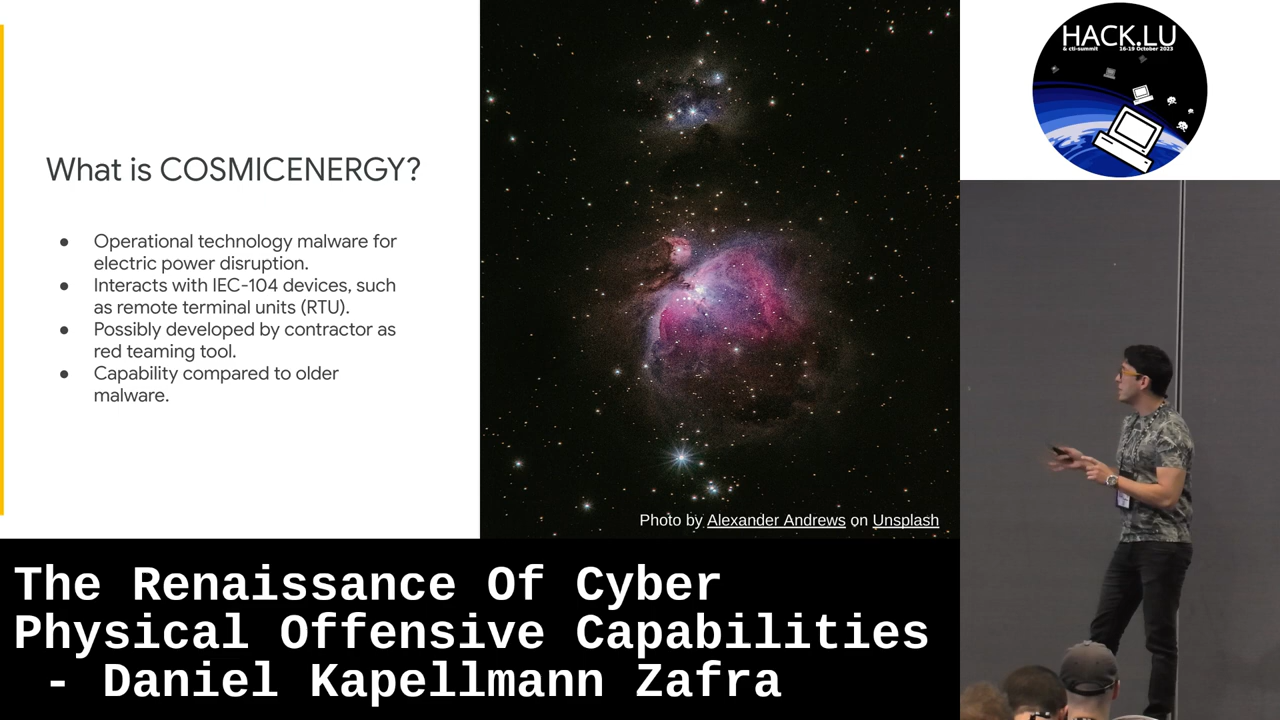 What is COSMICENERGY?
● Operational technology malware for
electric power disruption.
● Interacts with IEC-104 devices, such
as remote terminal units (RTU).
● Possibly developed by contractor as
red teaming tool.
● Capability compared to older
malware.
Photo by Alexander Andrews on Unsplash
HACK.LU
& cti-summit 16-19 October 2023
The Renaissance Of Cyber
Physical Offensive Capabilities
- Daniel Kapellmann Zafra